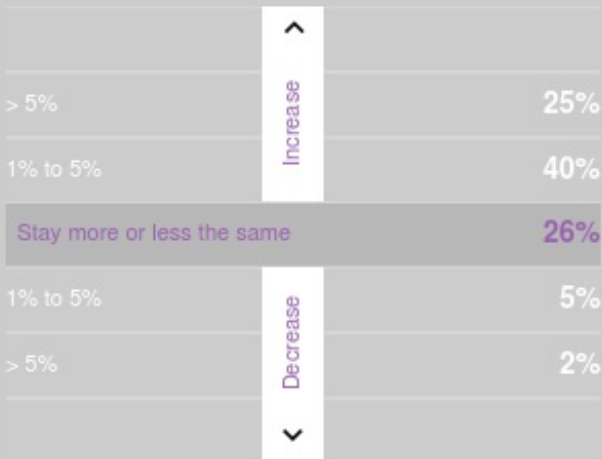 > 5%
25%
Increase
1% to 5%
40%
Stay more or less the same
26%
1% to 5%
5%
Decrease
> 5%
2%